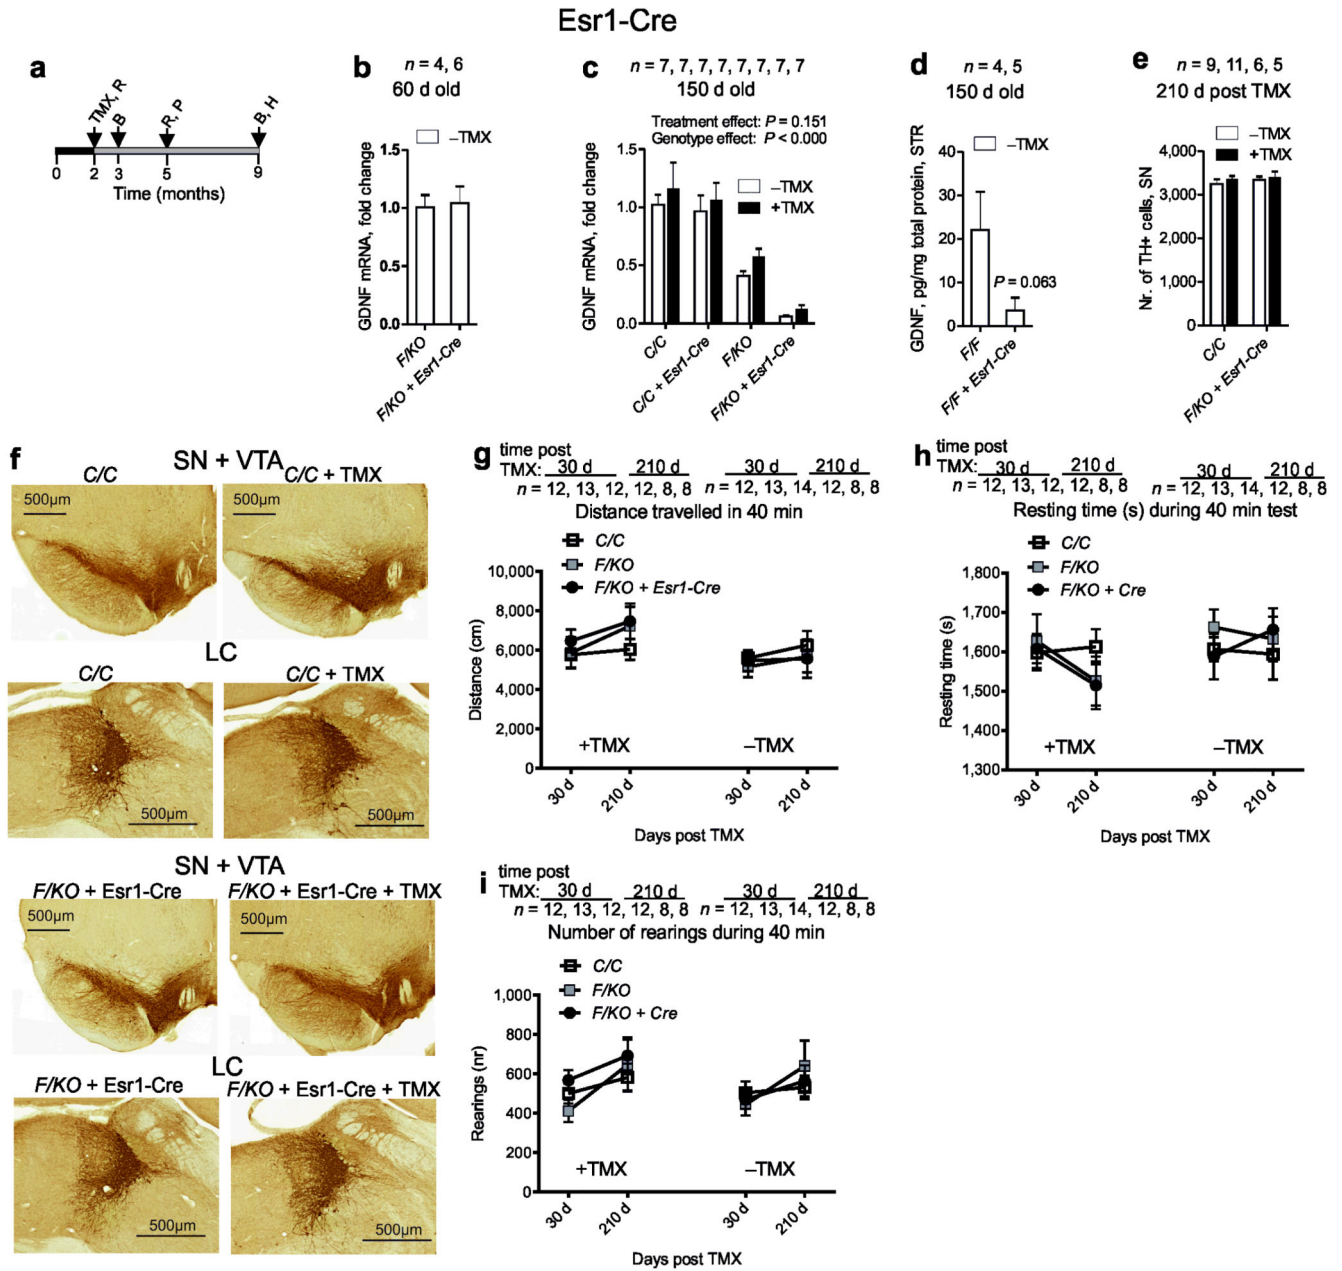 Esr1-Cre
a
TMX, R
B
R, P
B, H
0 2 3 5 9
Time (months)
b
n = 4, 6
60 d old
–TMX
GDNF mRNA, fold change
1.5
1.0
0.5
0.0
F/KO
F/KO + Esr1-Cre
c
n = 7, 7, 7, 7, 7, 7, 7, 7
150 d old
Treatment effect: P = 0.151
Genotype effect: P < 0.000
–TMX
+TMX
GDNF mRNA, fold change
1.5
1.0
0.5
0.0
C/C
C/C + Esr1-Cre
F/KO
F/KO + Esr1-Cre
d
n = 4, 5
150 d old
–TMX
GDNF, pg/mg total protein, STR
40
30
20
10
0
P = 0.063
F/F
F/F + Esr1-Cre
e
n = 9, 11, 6, 5
210 d post TMX
–TMX
+TMX
Nr. of TH+ cells, SN
4,000
3,000
2,000
1,000
0
C/C
F/KO + Esr1-Cre
f
SN + VTA
C/C
C/C + TMX
500µm
500µm
LC
C/C
C/C + TMX
500µm
500µm
SN + VTA
F/KO + Esr1-Cre
F/KO + Esr1-Cre + TMX
500µm
500µm
LC
F/KO + Esr1-Cre
F/KO + Esr1-Cre + TMX
500µm
500µm
g
time post
TMX: 30 d 210 d 30 d 210 d
n = 12, 13, 12, 12, 8, 8 n = 12, 13, 14, 12, 8, 8
Distance travelled in 40 min
C/C
F/KO
F/KO + Esr1-Cre
Distance (cm)
10,000
8,000
6,000
4,000
2,000
0
+TMX
–TMX
30 d
210 d
30 d
210 d
Days post TMX
h
time post
TMX: 30 d 210 d 30 d 210 d
n = 12, 13, 12, 12, 8, 8 n = 12, 13, 14, 12, 8, 8
Resting time (s) during 40 min test
C/C
F/KO
F/KO + Cre
Resting time (s)
1,800
1,700
1,600
1,500
1,400
1,300
+TMX
–TMX
30 d
210 d
30 d
210 d
Days post TMX
i
time post
TMX: 30 d 210 d 30 d 210 d
n = 12, 13, 12, 12, 8, 8 n = 12, 13, 14, 12, 8, 8
Number of rearings during 40 min
C/C
F/KO
F/KO + Cre
Rearings (nr)
1,000
800
600
400
200
0
+TMX
–TMX
30 d
210 d
30 d
210 d
Days post TMX